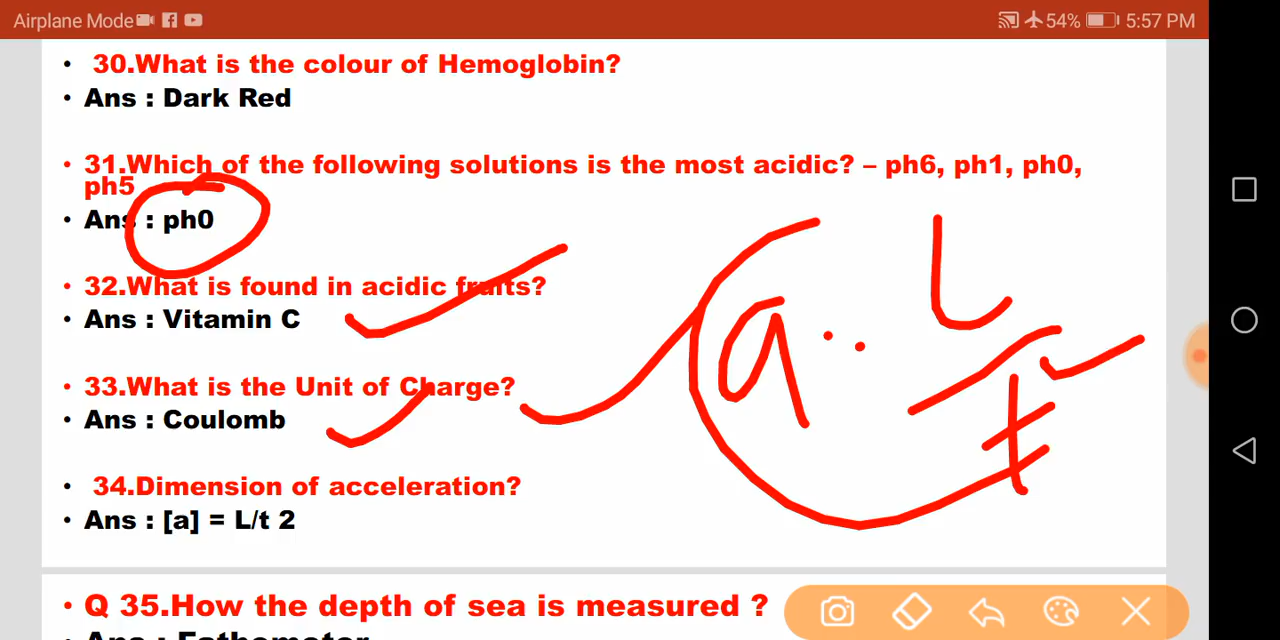 Airplane Mode 54% 5:57 PM
• 30.What is the colour of Hemoglobin?
• Ans : Dark Red
• 31.Which of the following solutions is the most acidic? – ph6, ph1, ph0,
ph5
• Ans : ph0
• 32.What is found in acidic fruits?
• Ans : Vitamin C
• 33.What is the Unit of Charge?
• Ans : Coulomb
• 34.Dimension of acceleration?
• Ans : [a] = L/t 2
a L
t
• Q 35.How the depth of sea is measured ?
• Ans : Fathometer